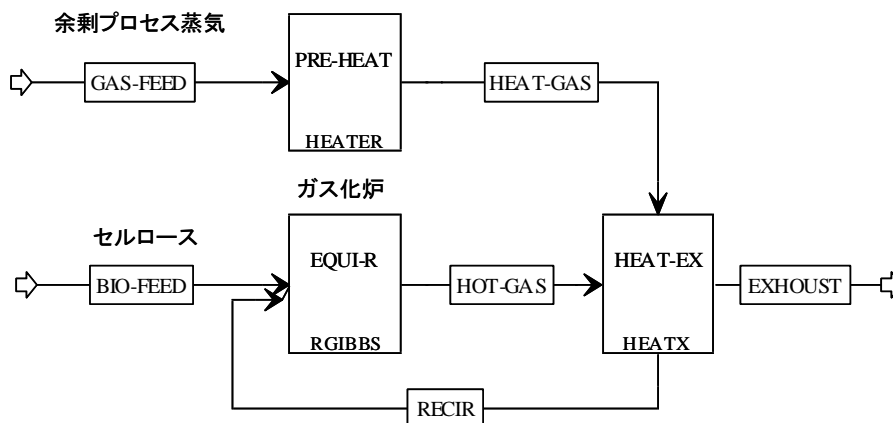 余剰プロセス蒸気
PRE-HEAT
GAS-FEED
HEAT-GAS
HEATER
ガス化炉
セルロース
EQUI-R
HEAT-EX
BIO-FEED
HOT-GAS
EXHOUST
RGIBBS
HEATX
RECIR